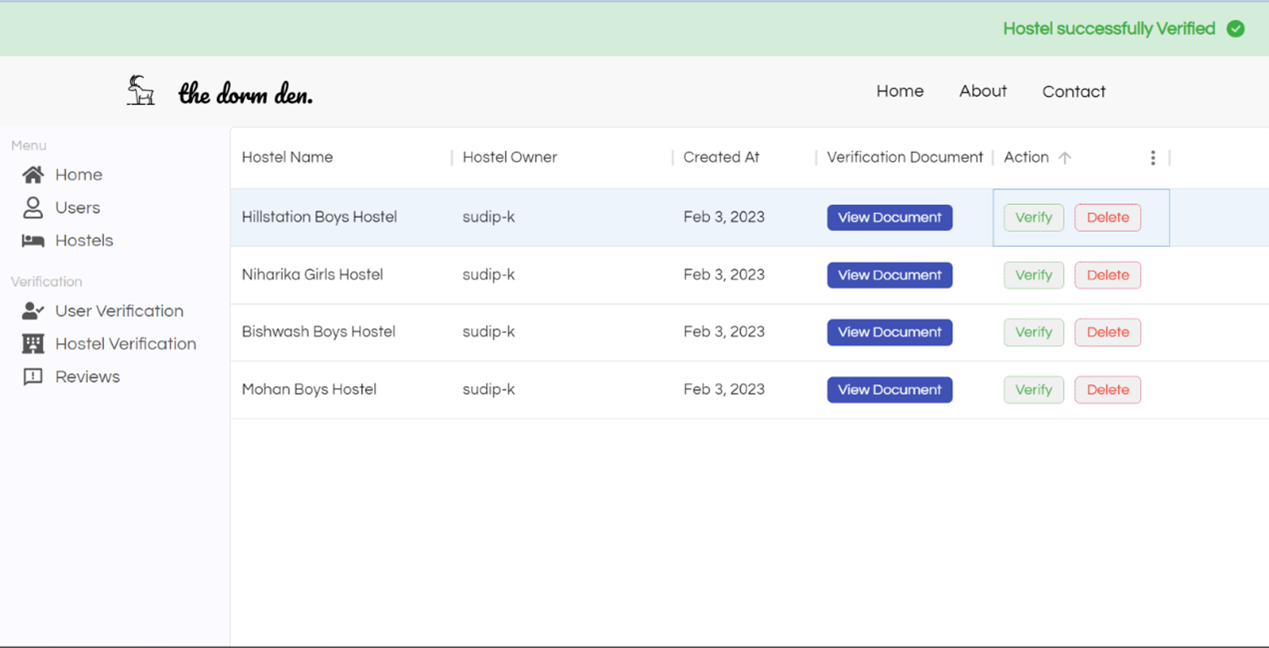 Hostel successfully Verified
the dorm den.
Home About Contact
Menu
Home
Users
Hostels
Verification
User Verification
Hostel Verification
Reviews
Hostel Name Hostel Owner Created At Verification Document Action
Hillstation Boys Hostel sudip-k Feb 3, 2023 View Document Verify Delete
Niharika Girls Hostel sudip-k Feb 3, 2023 View Document Verify Delete
Bishwash Boys Hostel sudip-k Feb 3, 2023 View Document Verify Delete
Mohan Boys Hostel sudip-k Feb 3, 2023 View Document Verify Delete